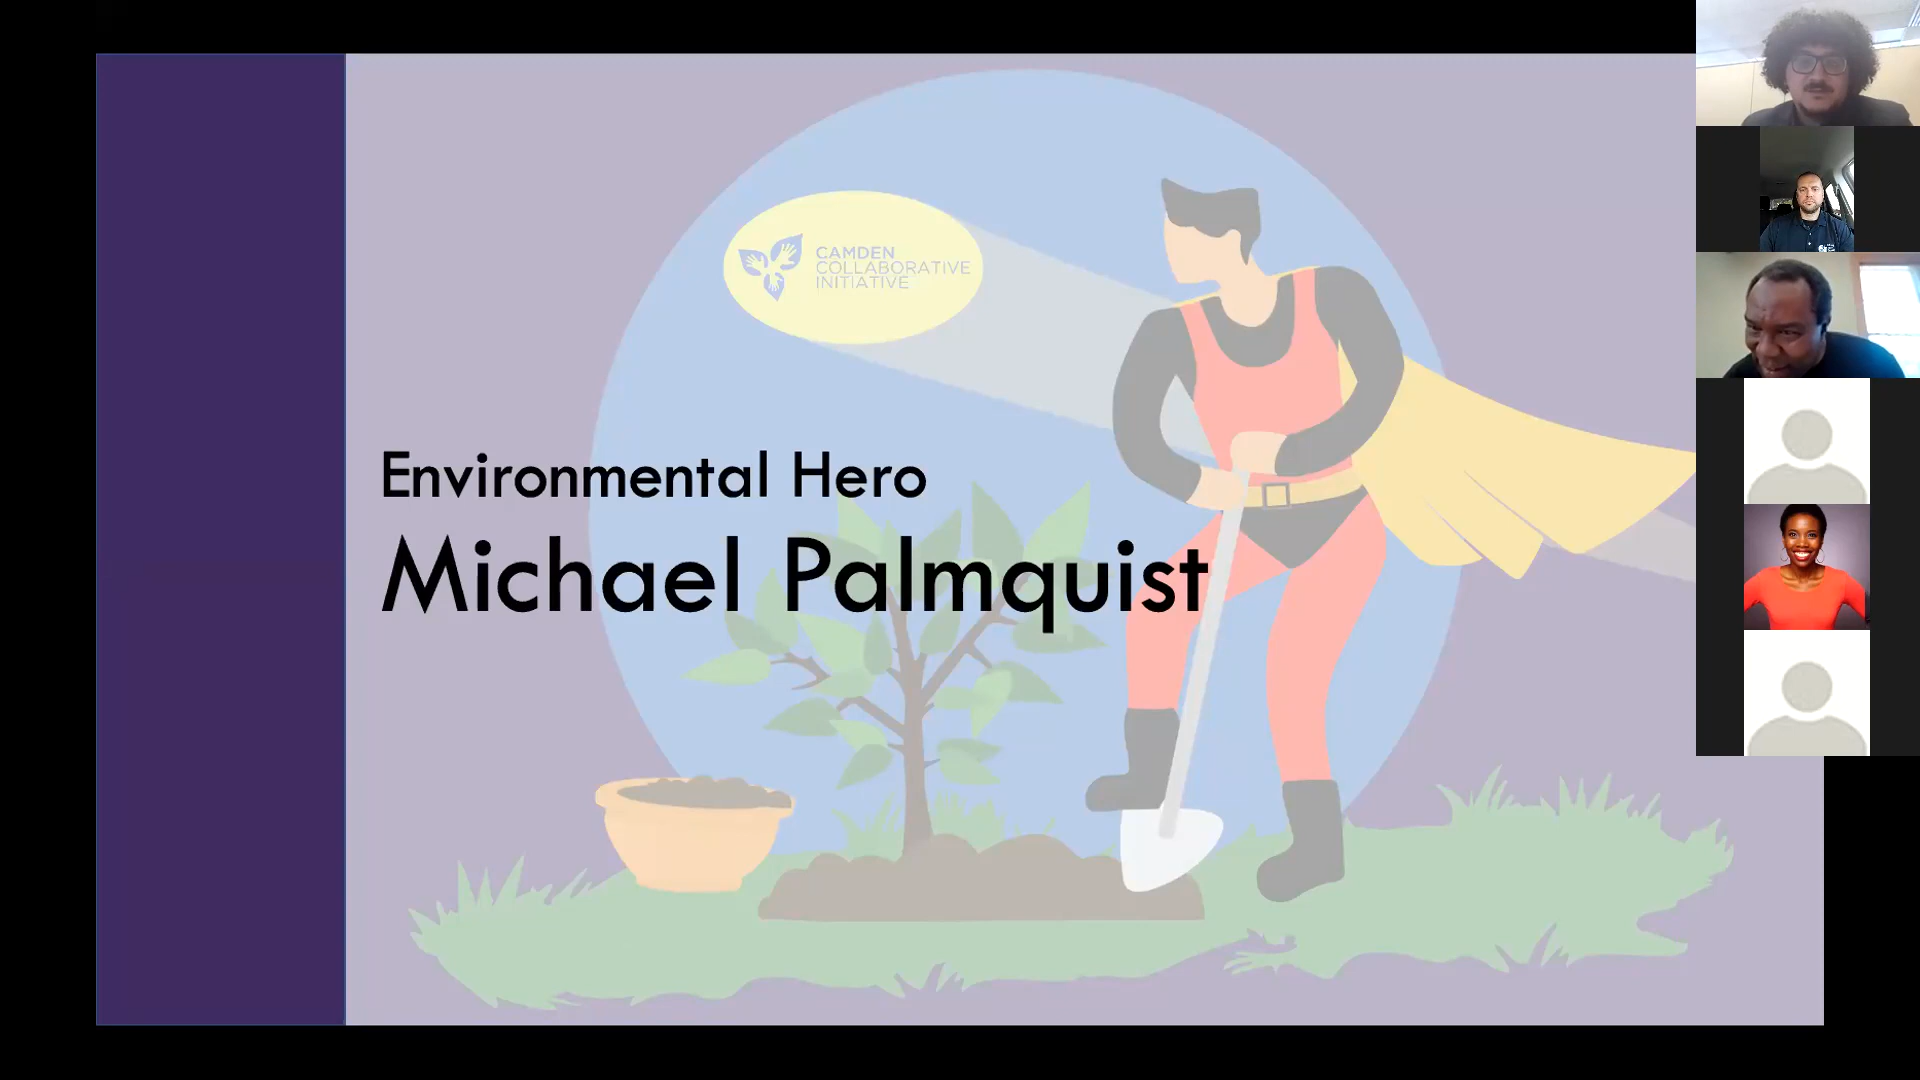 CAMDEN
COLLABORATIVE
INITIATIVE
Environmental Hero
Michael Palmquist